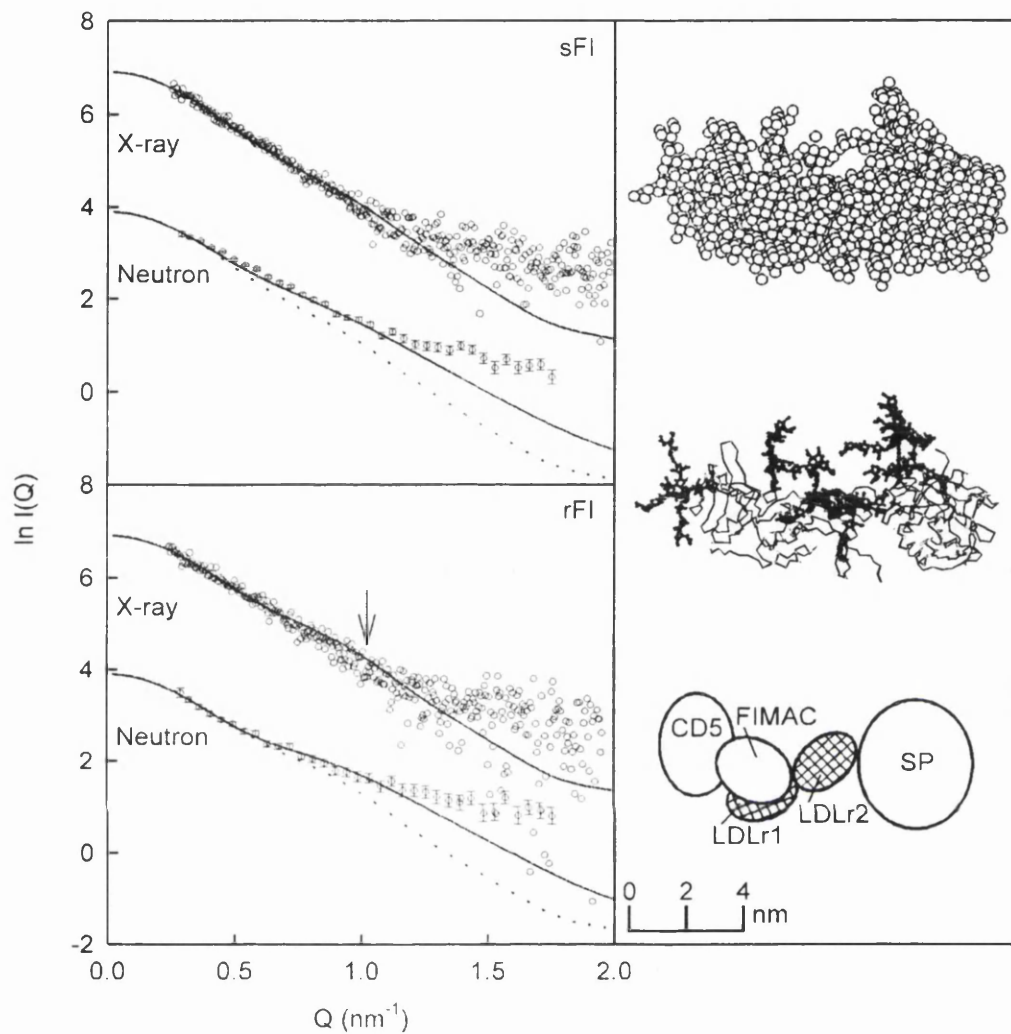 8
sFI
6
X-ray
4
Neutron
2
0
ln I(Q)
8
rFI
6
X-ray
4
Neutron
2
0
-2
0.0 0.5 1.0 1.5 2.0
Q (nm⁻¹)
CD5
FIMAC
SP
LDLr2
LDLr1
0 2 4
nm